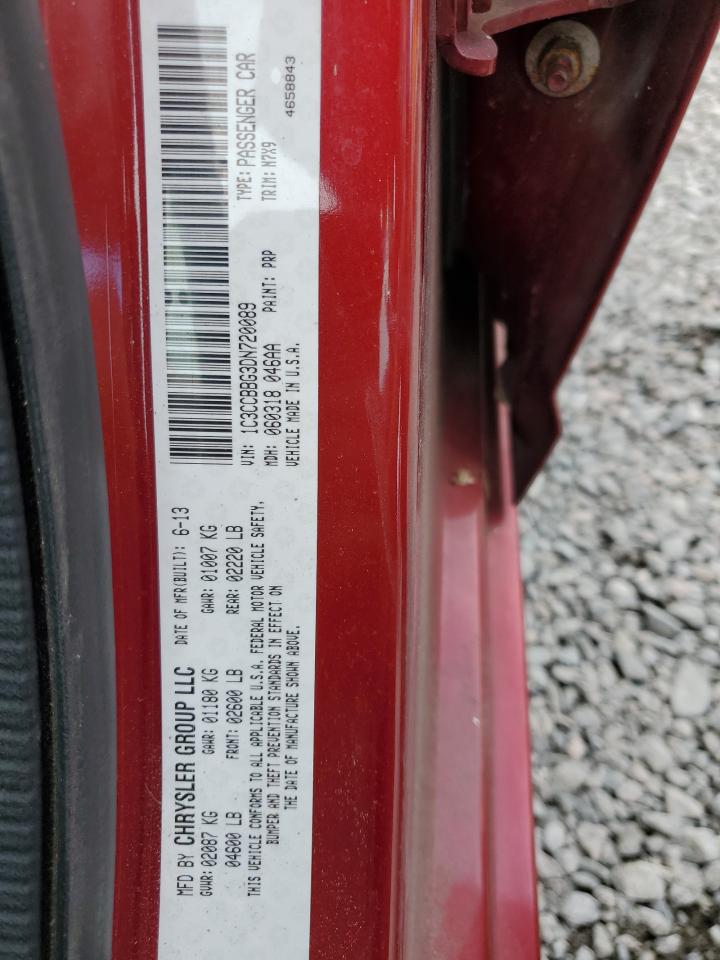 MFD BY CHRYSLER GROUP LLC DATE OF MFR(BUILT): 6-13
GVWR: 02087 KG GAWR: 01180 KG GAWR: 01007 KG
04600 LB FRONT: 02600 LB REAR: 02220 LB
THIS VEHICLE CONFORMS TO ALL APPLICABLE U.S.A. FEDERAL MOTOR VEHICLE SAFETY,
BUMPER AND THEFT PREVENTION STANDARDS IN EFFECT ON
THE DATE OF MANUFACTURE SHOWN ABOVE.
VIN: 1C3CCBBG3DN720089 TYPE: PASSENGER CAR
MDH: 060318 046AA PAINT: PRP TRIM: N7X9
VEHICLE MADE IN U.S.A. 4658843